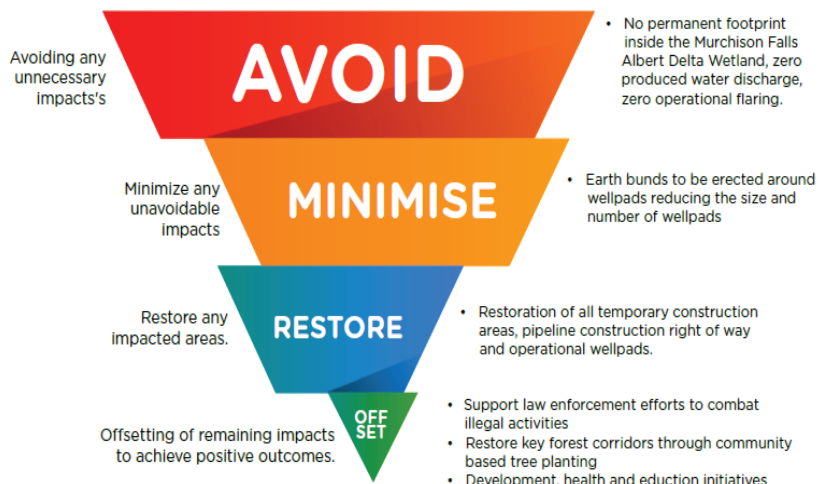 Avoiding any
unnecessary
impacts's
AVOID
• No permanent footprint
inside the Murchison Falls
Albert Delta Wetland, zero
produced water discharge,
zero operational flaring.
Minimize any
unavoidable
impacts
MINIMISE
• Earth bunds to be erected around
wellpads reducing the size and
number of wellpads
Restore any
impacted areas.
RESTORE
• Restoration of all temporary construction
areas, pipeline construction right of way
and operational wellpads.
Offsetting of remaining impacts
to achieve positive outcomes.
OFF
SET
• Support law enforcement efforts to combat
illegal activities
• Restore key forest corridors through community
based tree planting
• Development, health and eduction initiatives